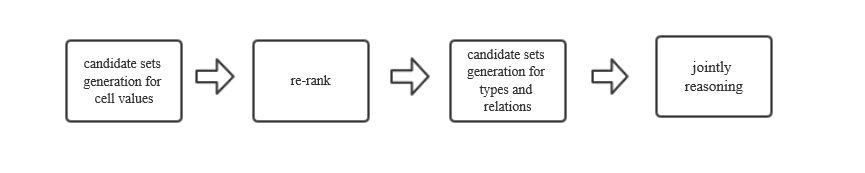 candidate sets
generation for
cell values
re-rank
candidate sets
generation for
types and
relations
jointly
reasoning